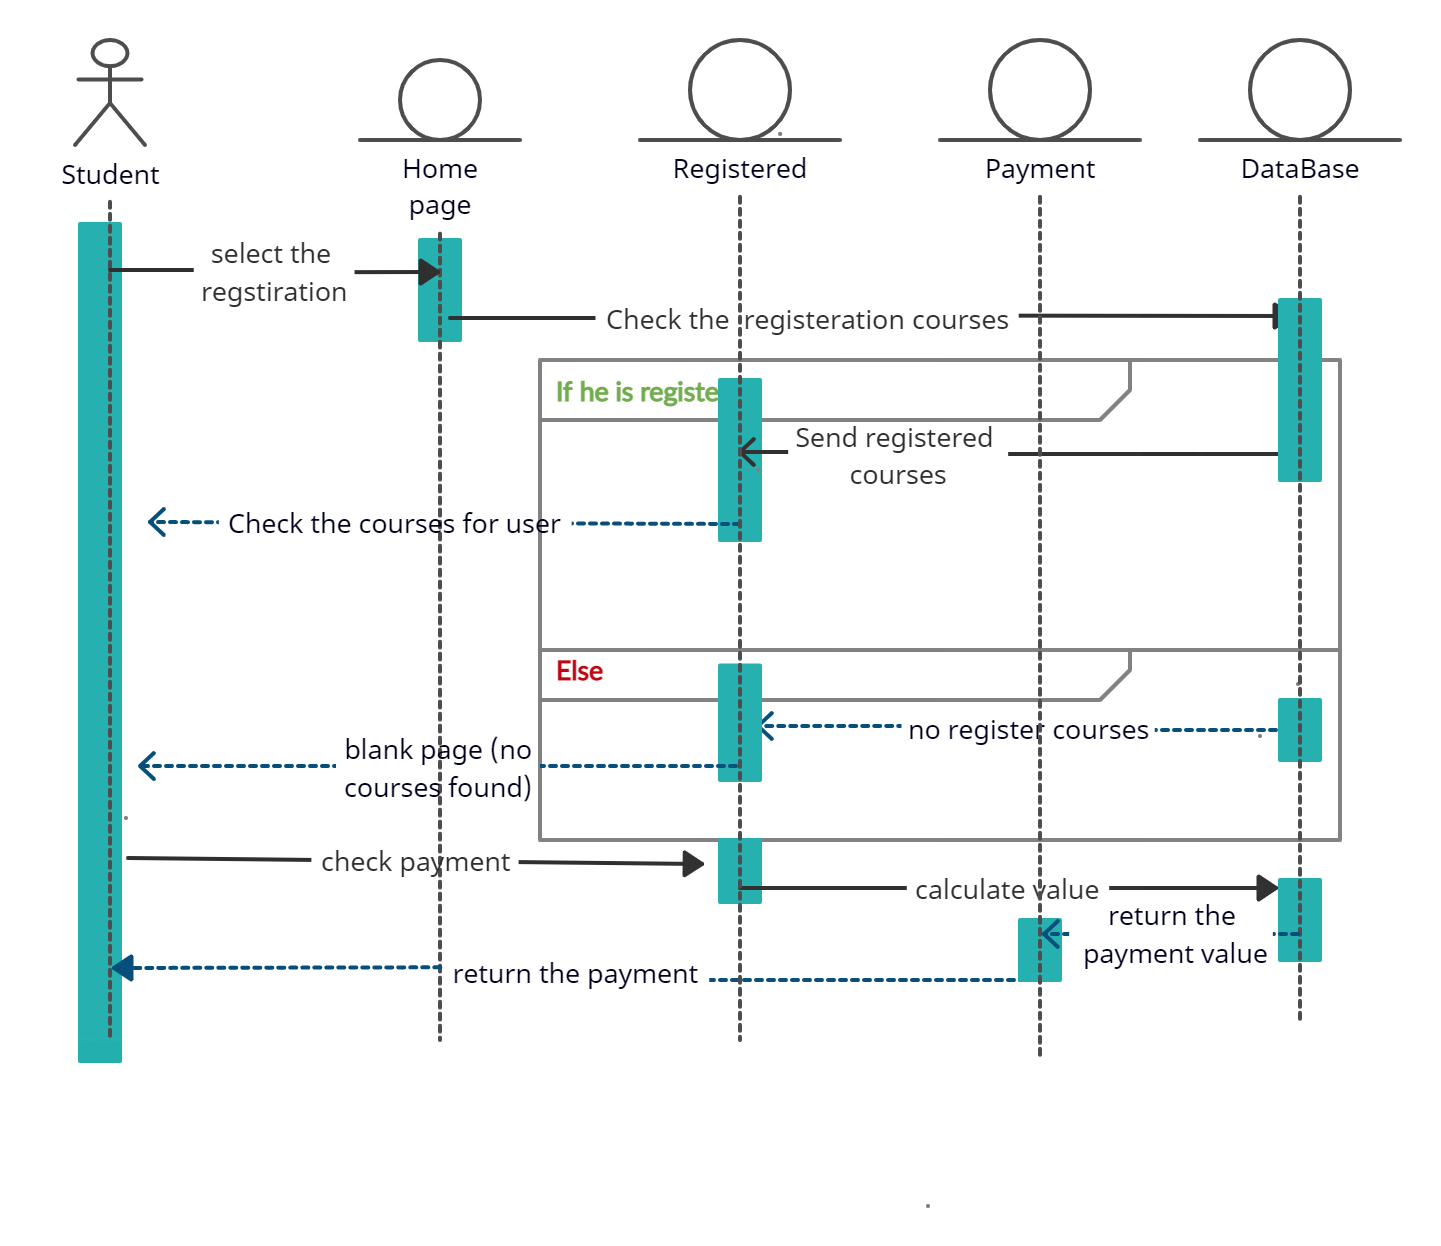 Student
Home
page
Registered
Payment
DataBase
select the
regstiration
Check the registeration courses
If he is registe
Send registered
courses
Check the courses for user
Else
no register courses
blank page (no
courses found)
check payment
calculate value
return the
payment value
return the payment